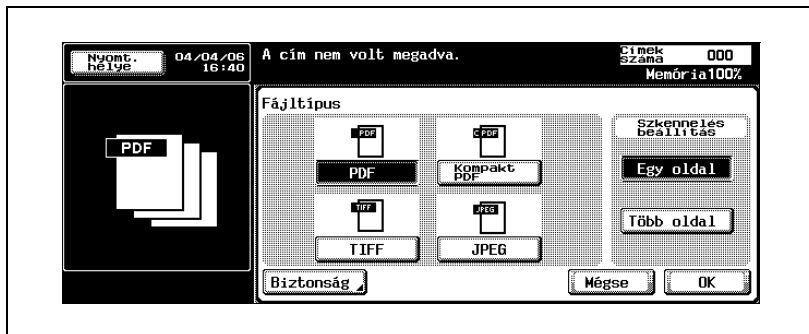 Nyomt. helye
04/04/06
16:40
A cím nem volt megadva.
Címek száma
000
Memória100%
PDF
Fájltípus
PDF
C PDF
PDF
Kompakt PDF
TIFF
JPEG
TIFF
JPEG
Szkennelés beállítás
Egy oldal
Több oldal
Biztonság
Mégse
OK